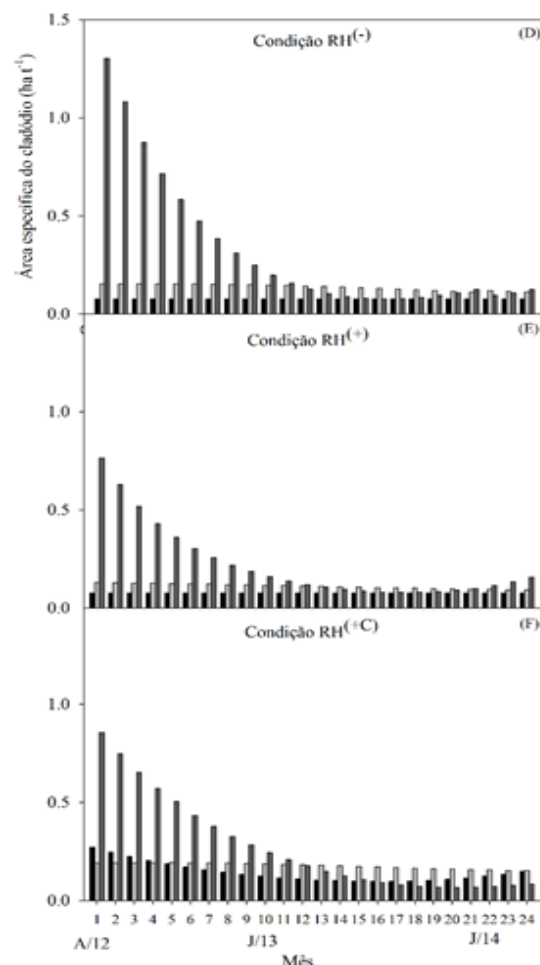 Área específica do cladódio (ha t⁻¹)
1.5
Condição RH(-)
(D)
1.0
0.5
0.0
Condição RH(+)
(E)
1.0
0.5
0.0
Condição RH(+C)
(F)
1.0
0.5
0.0
1 2 3 4 5 6 7 8 9 10 11 12 13 14 15 16 17 18 19 20 21 22 23 24
A/12 J/13 J/14
Mês